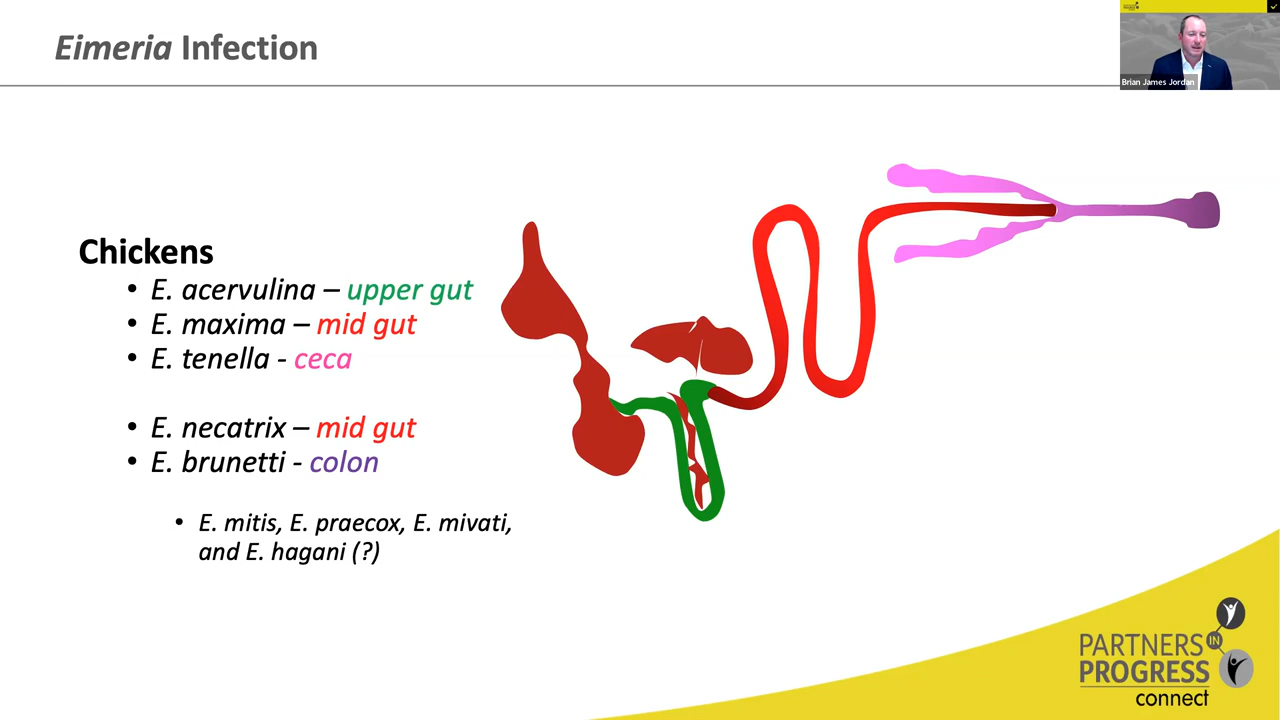 Eimeria Infection
Brian James Jordan
Chickens
• E. acervulina – upper gut
• E. maxima – mid gut
• E. tenella - ceca
• E. necatrix – mid gut
• E. brunetti - colon
• E. mitis, E. praecox, E. mivati,
and E. hagani (?)
PARTNERS
IN
PROGRESS
connect